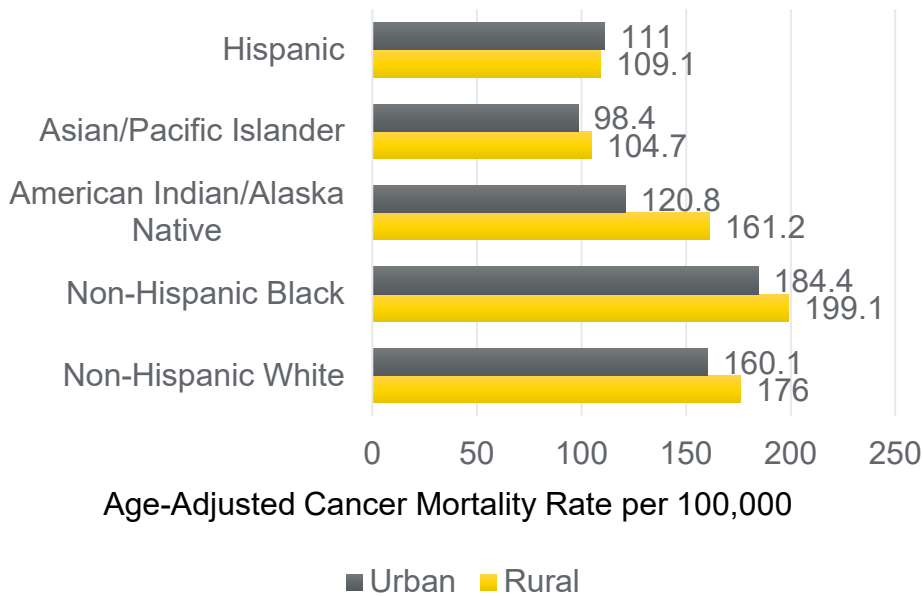 Hispanic
111
109.1
Asian/Pacific Islander
98.4
104.7
American Indian/Alaska
Native
120.8
161.2
Non-Hispanic Black
184.4
199.1
Non-Hispanic White
160.1
176
0 50 100 150 200 250
Age-Adjusted Cancer Mortality Rate per 100,000
Urban Rural